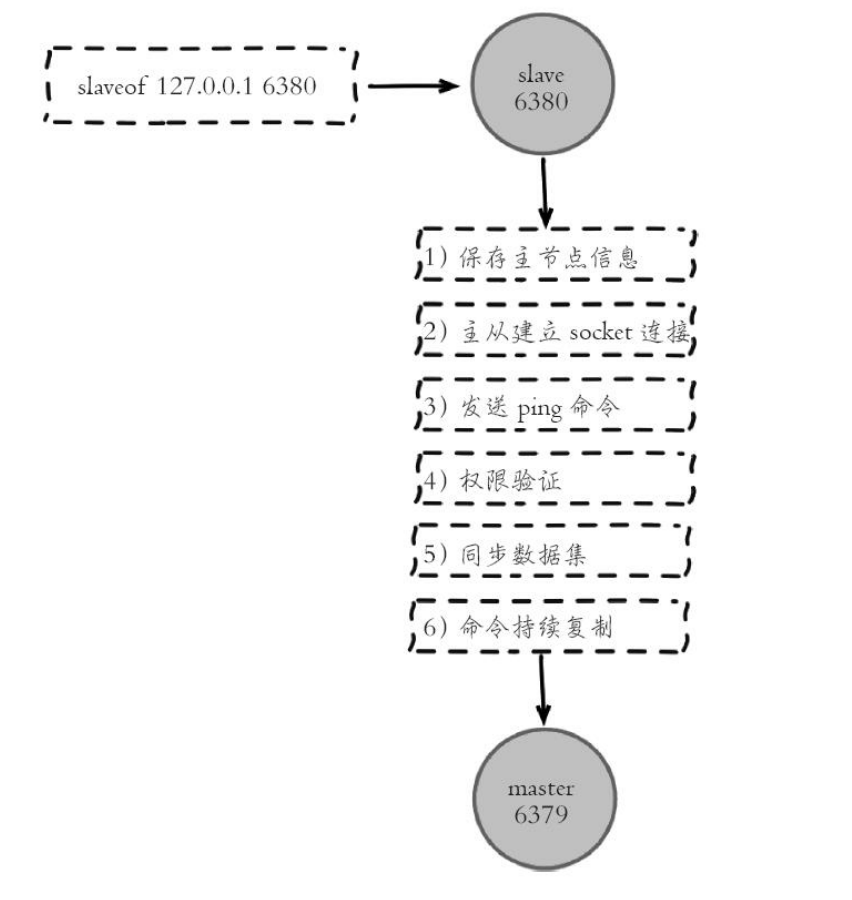 slaveof 127.0.0.1 6380
slave
6380
1）保存主节点信息
2）主从建立 socket 连接
3）发送 ping 命令
4）权限验证
5）同步数据集
6）命令持续复制
master
6379